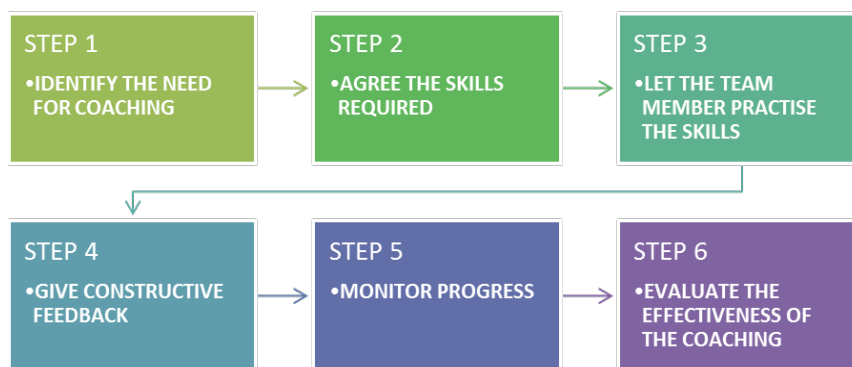 STEP 1
•IDENTIFY THE NEED
FOR COACHING
STEP 2
•AGREE THE SKILLS
REQUIRED
STEP 3
•LET THE TEAM
MEMBER PRACTISE
THE SKILLS
STEP 4
•GIVE CONSTRUCTIVE
FEEDBACK
STEP 5
•MONITOR PROGRESS
STEP 6
•EVALUATE THE
EFFECTIVENESS OF
THE COACHING